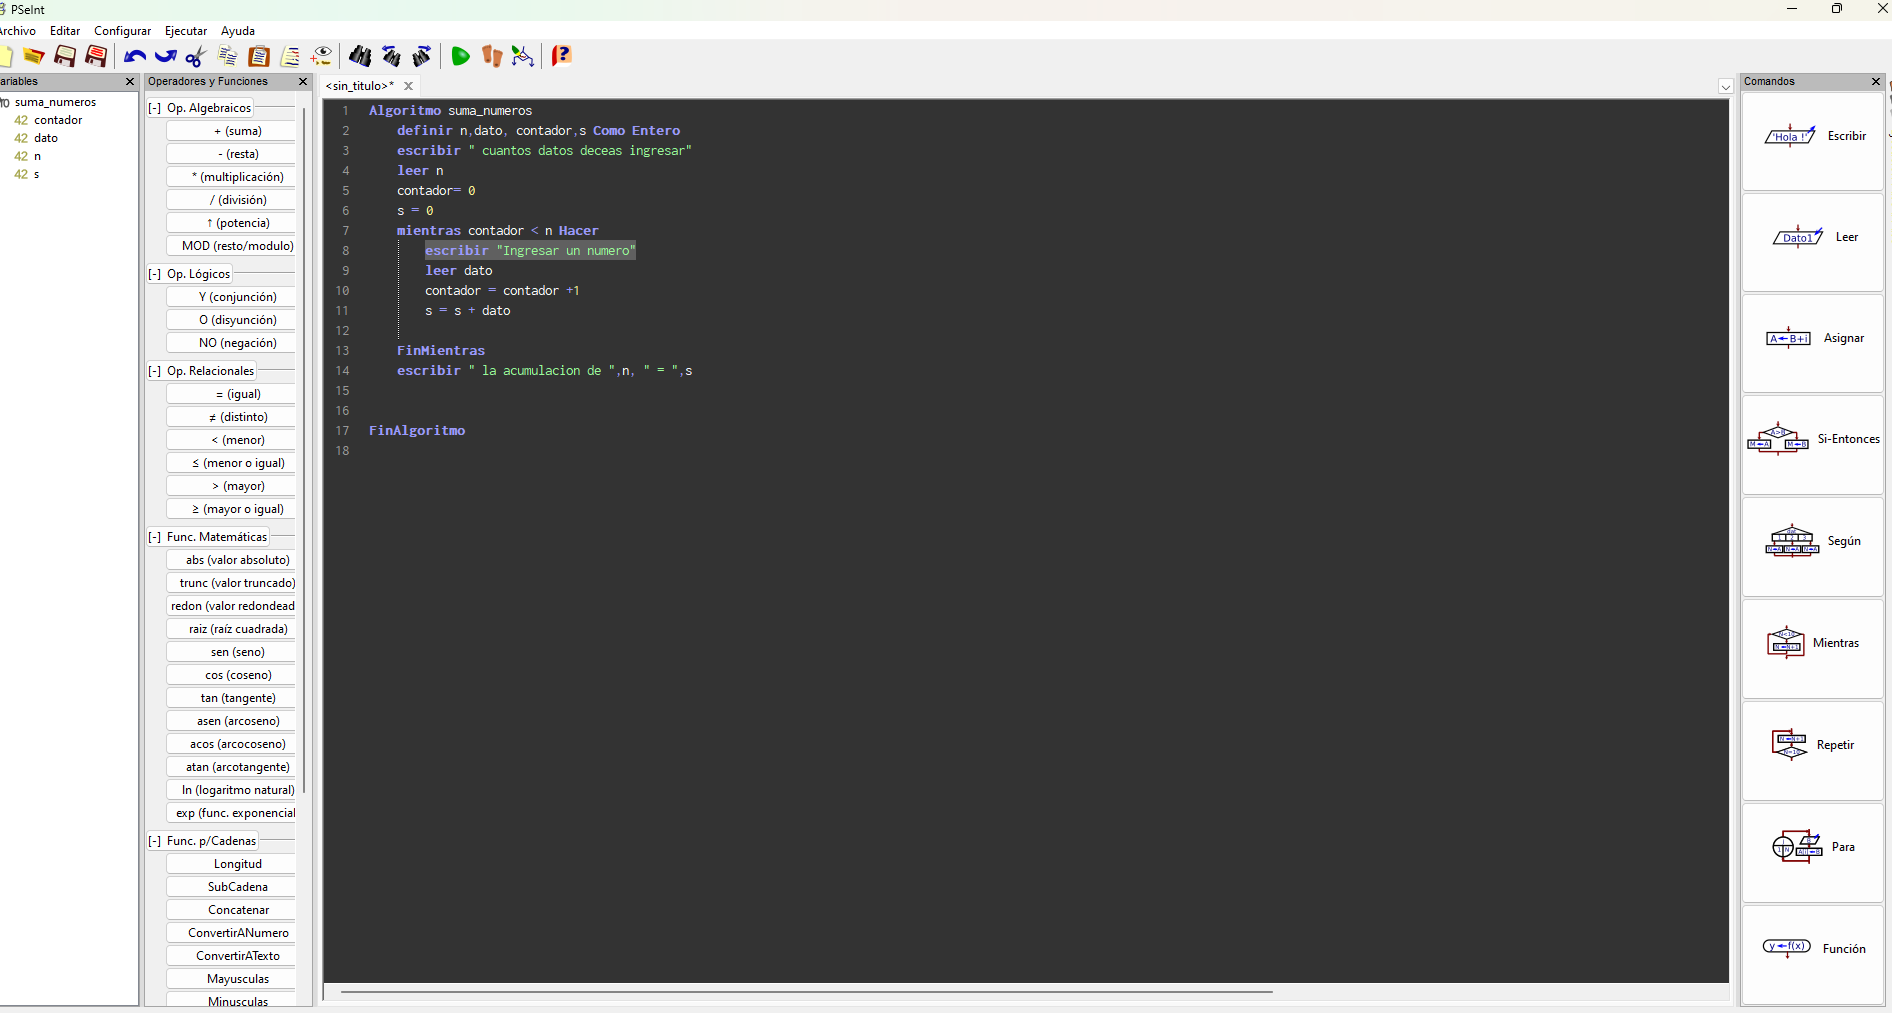 PSeInt
Archivo Editar Configurar Ejecutar Ayuda
ariables
suma_numeros
42 contador
42 dato
42 n
42 s
Operadores y Funciones
[-] Op. Algebraicos
+ (suma)
- (resta)
* (multiplicación)
/ (división)
↑ (potencia)
MOD (resto/modulo)
[-] Op. Lógicos
Y (conjunción)
O (disyunción)
NO (negación)
[-] Op. Relacionales
= (igual)
≠ (distinto)
< (menor)
≤ (menor o igual)
> (mayor)
≥ (mayor o igual)
[-] Func. Matemáticas
abs (valor absoluto)
trunc (valor truncado)
redon (valor redondead
raiz (raíz cuadrada)
sen (seno)
cos (coseno)
tan (tangente)
asen (arcoseno)
acos (arcocoseno)
atan (arcotangente)
ln (logaritmo natural)
exp (func. exponencial
[-] Func. p/Cadenas
Longitud
SubCadena
Concatenar
ConvertirANumero
ConvertirATexto
Mayusculas
Minusculas
<sin_titulo>*
1 Algoritmo suma_numeros
2 definir n,dato, contador,s Como Entero
3 escribir " cuantos datos deceas ingresar"
4 leer n
5 contador= 0
6 s = 0
7 mientras contador < n Hacer
8 escribir "Ingresar un numero"
9 leer dato
10 contador = contador +1
11 s = s + dato
12
13 FinMientras
14 escribir " la acumulacion de ",n, " = ",s
15
16
17 FinAlgoritmo
18
Comandos
'Hola !' Escribir
Dato1 Leer
A←B+i Asignar
A>B M←A M←B Si-Entonces
Según
Mientras
Repetir
Para
y←f(x) Función